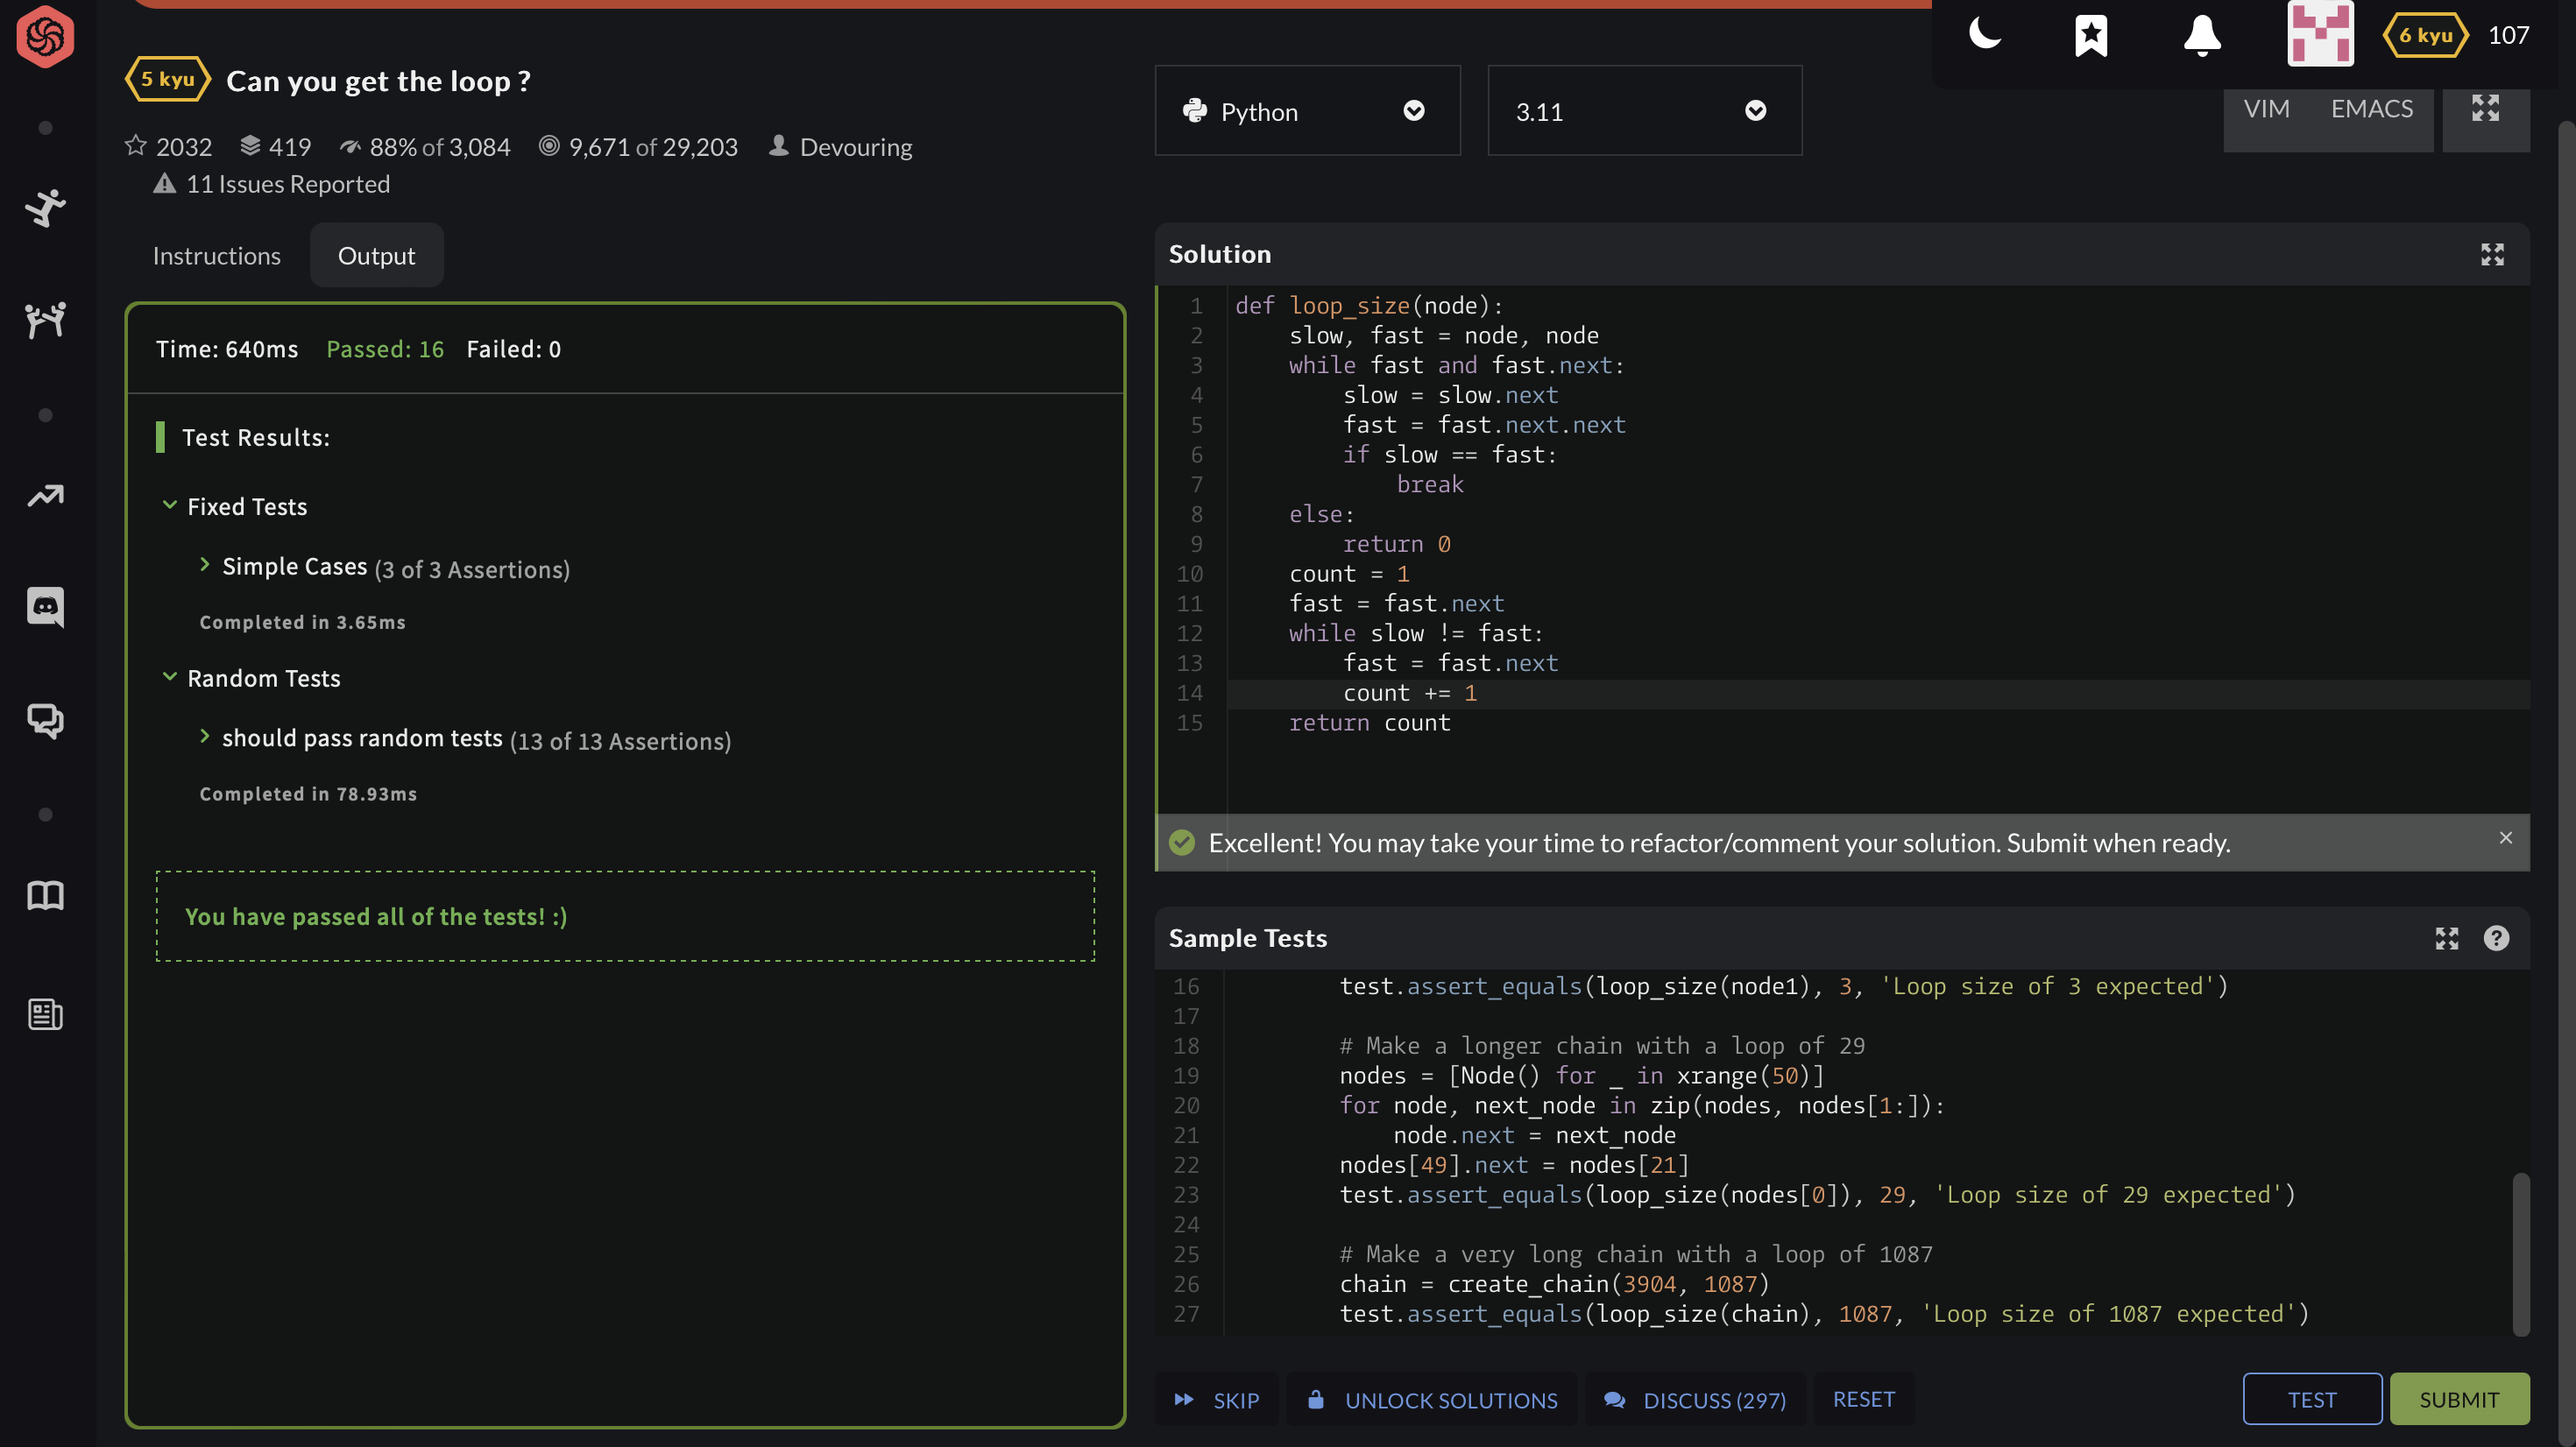 6 kyu 107
5 kyu Can you get the loop ?
2032 419 88% of 3,084 9,671 of 29,203 Devouring
11 Issues Reported
Python 3.11 VIM EMACS
Instructions Output
Time: 640ms Passed: 16 Failed: 0
Test Results:
Fixed Tests
Simple Cases (3 of 3 Assertions)
Completed in 3.65ms
Random Tests
should pass random tests (13 of 13 Assertions)
Completed in 78.93ms
You have passed all of the tests! :)
Solution
1 def loop_size(node):
2     slow, fast = node, node
3     while fast and fast.next:
4         slow = slow.next
5         fast = fast.next.next
6         if slow == fast:
7             break
8     else:
9         return 0
10     count = 1
11     fast = fast.next
12     while slow != fast:
13         fast = fast.next
14         count += 1
15     return count
Excellent! You may take your time to refactor/comment your solution. Submit when ready. ×
Sample Tests ?
16         test.assert_equals(loop_size(node1), 3, 'Loop size of 3 expected')
17
18         # Make a longer chain with a loop of 29
19         nodes = [Node() for _ in xrange(50)]
20         for node, next_node in zip(nodes, nodes[1:]):
21             node.next = next_node
22         nodes[49].next = nodes[21]
23         test.assert_equals(loop_size(nodes[0]), 29, 'Loop size of 29 expected')
24
25         # Make a very long chain with a loop of 1087
26         chain = create_chain(3904, 1087)
27         test.assert_equals(loop_size(chain), 1087, 'Loop size of 1087 expected')
SKIP UNLOCK SOLUTIONS DISCUSS (297) RESET TEST SUBMIT